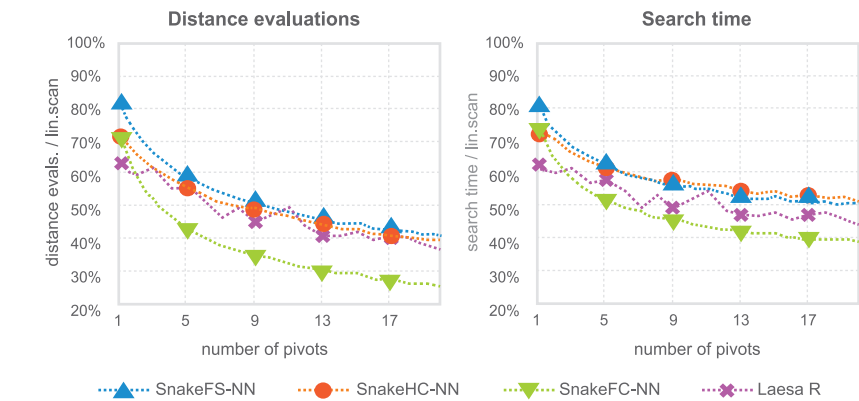 Distance evaluations
distance evals. / lin.scan
100%
100%
90%
80%
70%
60%
50%
40%
30%
20%
1 5 9 13 17
number of pivots
Search time
search time / lin.scan
100%
100%
90%
80%
70%
60%
50%
40%
30%
20%
1 5 9 13 17
number of pivots
SnakeFS-NN SnakeHC-NN SnakeFC-NN Laesa R